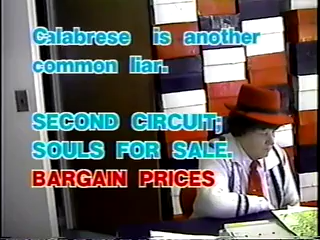 Calabrese is another
common liar.
SECOND CIRCUIT;
SOULS FOR SALE.
BARGAIN PRICES